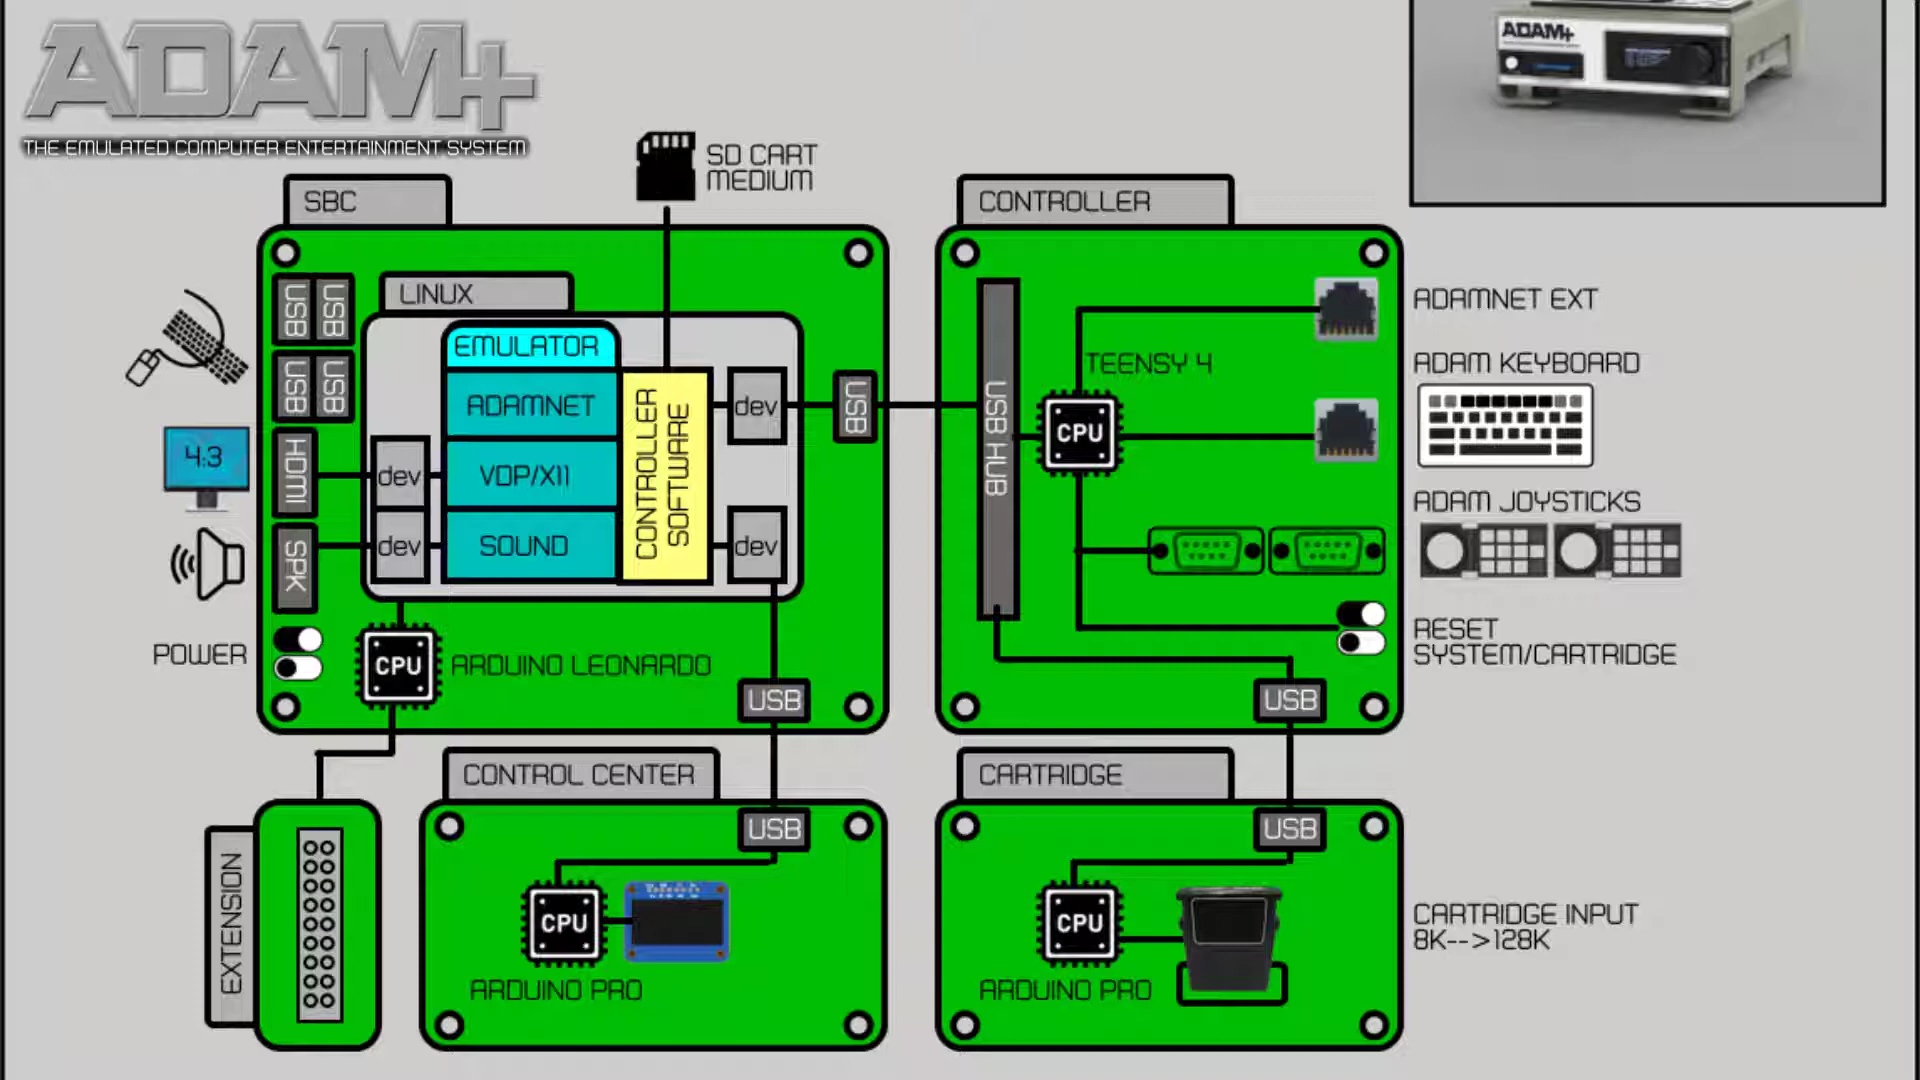 ADAM+
THE EMULATED COMPUTER ENTERTAINMENT SYSTEM
ADAM+
SD CART
MEDIUM
SBC
CONTROLLER
LINUX
USB
USB
USB
USB
HDMI
SPK
4:3
POWER
EMULATOR
ADAMNET
VDP/X11
SOUND
CONTROLLER
SOFTWARE
dev
dev
dev
dev
USB
CPU
ARDUINO LEONARDO
USB
USB HUB
TEENSY 4
CPU
USB
ADAMNET EXT
ADAM KEYBOARD
ADAM JOYSTICKS
RESET
SYSTEM/CARTRIDGE
EXTENSION
CONTROL CENTER
USB
CPU
ARDUINO PRO
CARTRIDGE
USB
CPU
ARDUINO PRO
CARTRIDGE INPUT
8K-->128K